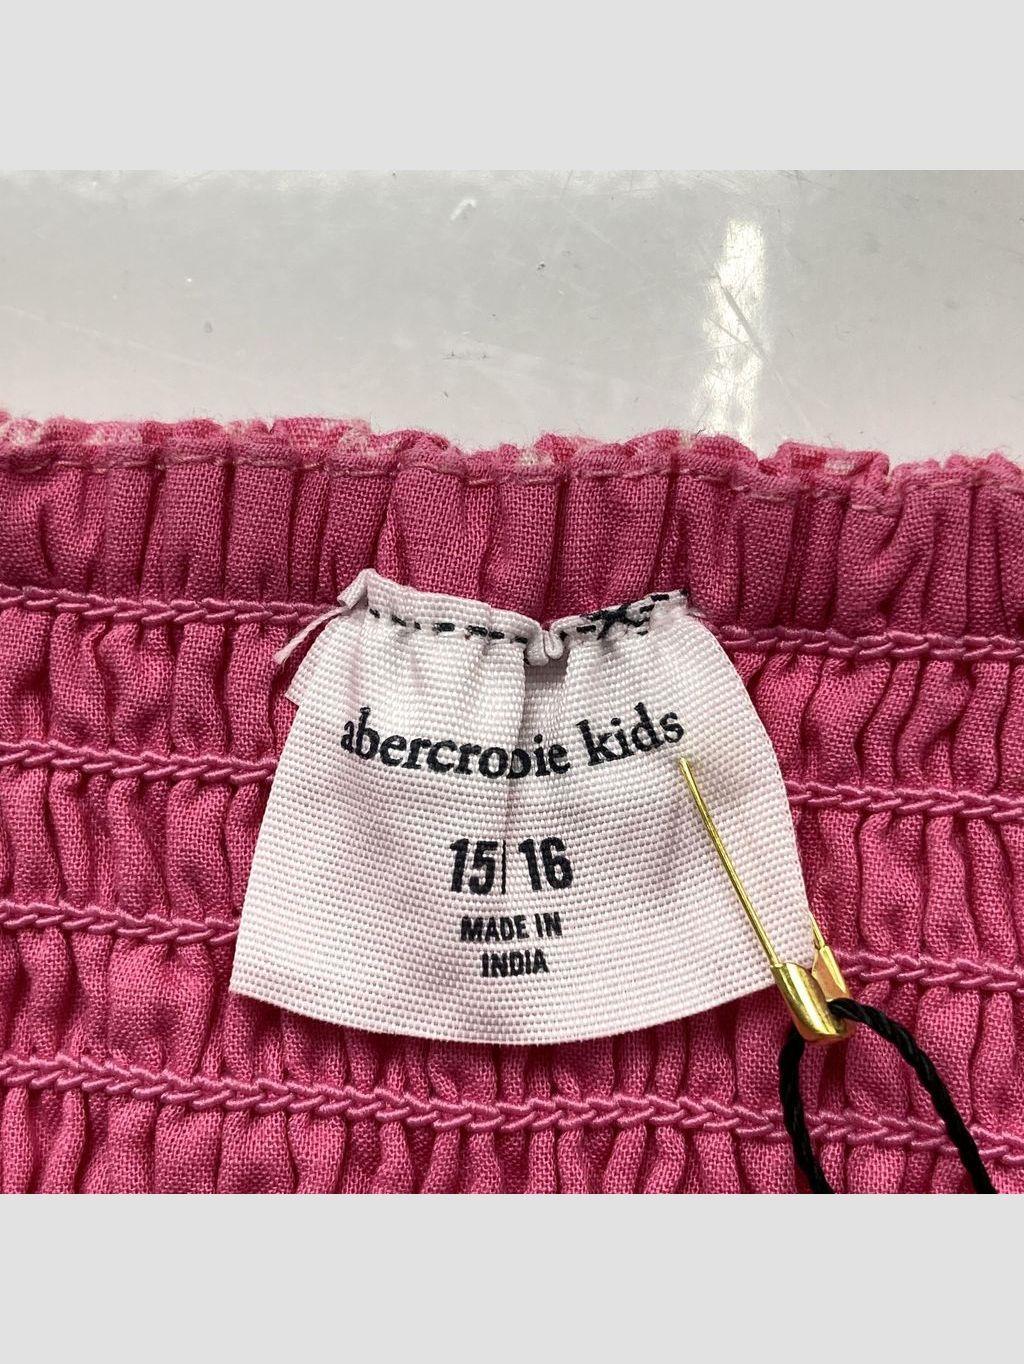 abercrombie kids
15|16
MADE IN
INDIA